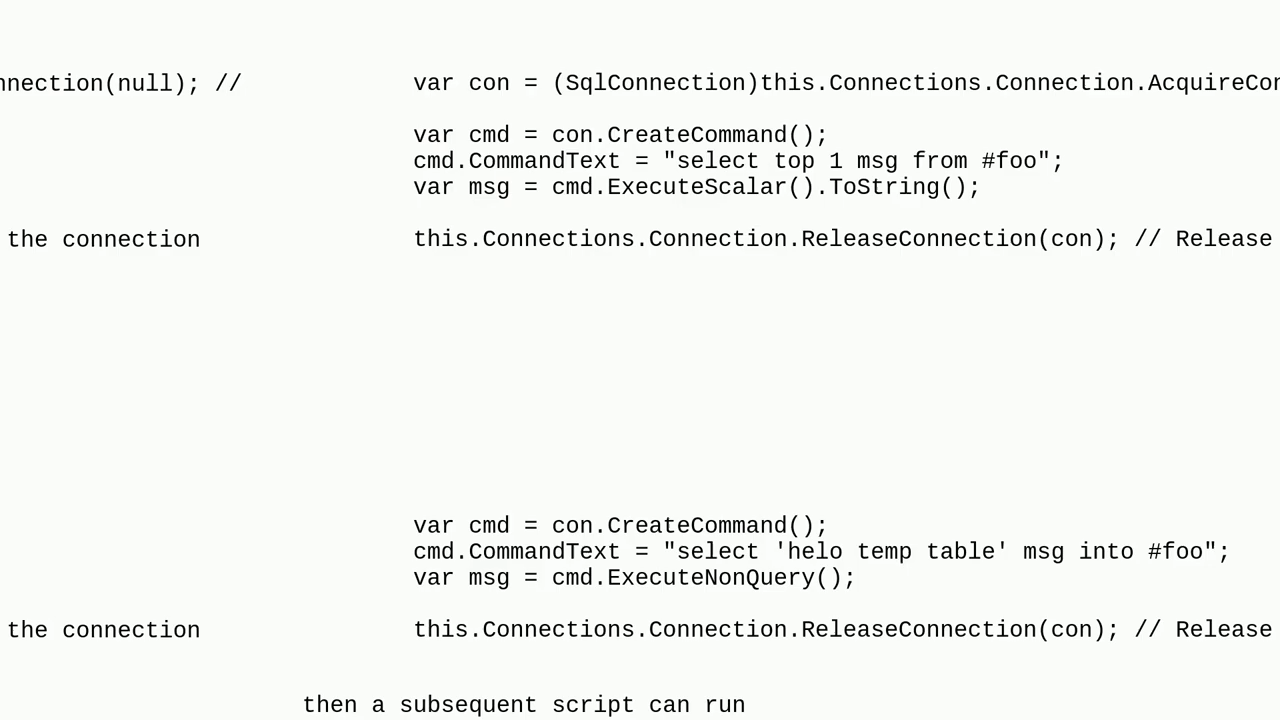 nnection(null); // var con = (SqlConnection)this.Connections.Connection.AcquireCon
var cmd = con.CreateCommand();
cmd.CommandText = "select top 1 msg from #foo";
var msg = cmd.ExecuteScalar().ToString();
the connection this.Connections.Connection.ReleaseConnection(con); // Release
var cmd = con.CreateCommand();
cmd.CommandText = "select 'helo temp table' msg into #foo";
var msg = cmd.ExecuteNonQuery();
the connection this.Connections.Connection.ReleaseConnection(con); // Release
then a subsequent script can run